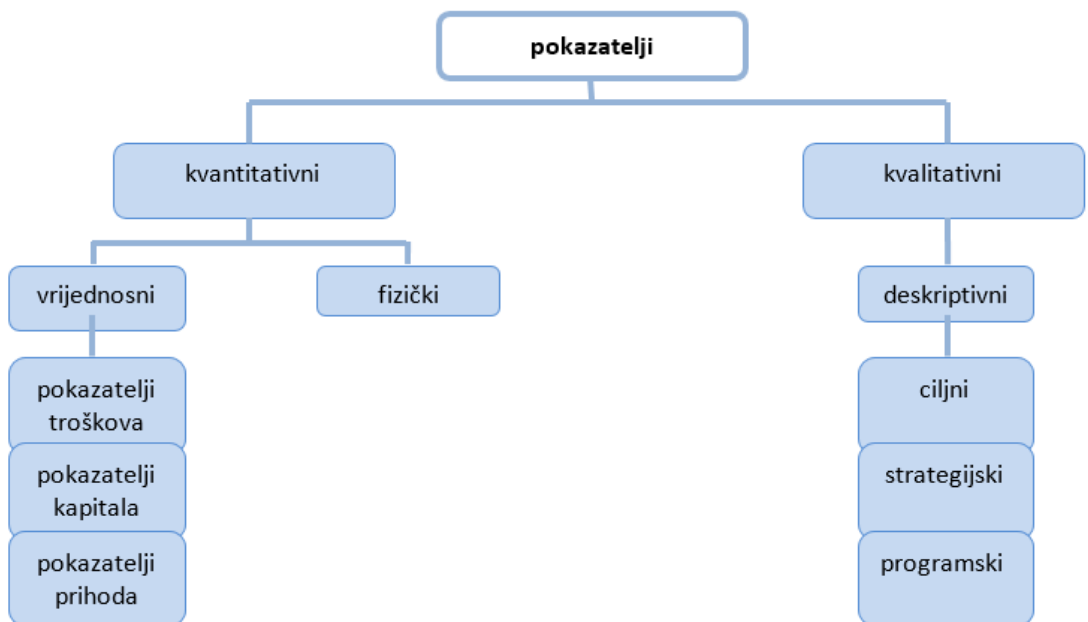 pokazatelji
kvantitativni
kvalitativni
vrijednosni
fizički
deskriptivni
pokazatelji
troškova
ciljni
pokazatelji
kapitala
strategijski
pokazatelji
prihoda
programski